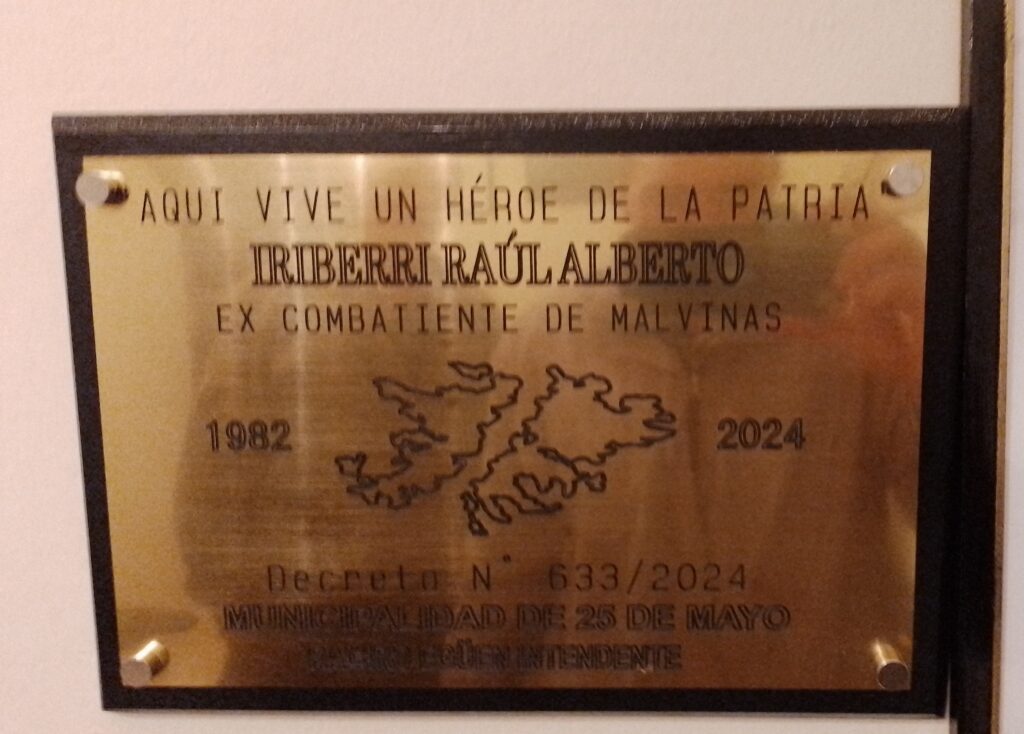 AQUI VIVE UN HÉROE DE LA PATRIA
IRIBERRI RAÚL ALBERTO
EX COMBATIENTE DE MALVINAS
1982 2024
Decreto N° 633/2024
MUNICIPALIDAD DE 25 DE MAYO
EGÜEN INTENDENTE